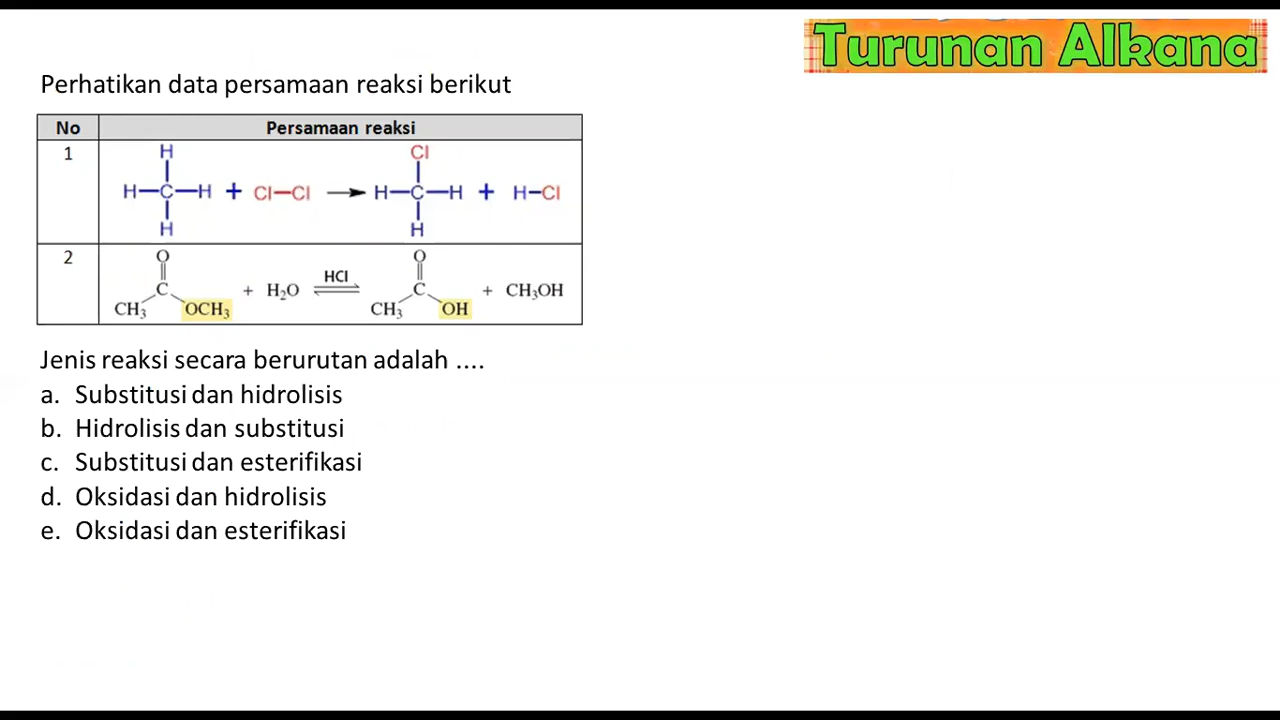 Turunan Alkana
Perhatikan data persamaan reaksi berikut
No Persamaan reaksi
1
H Cl
H—C—H + Cl—Cl → H—C—H + H—Cl
H H
2
O O
HCl
C + H₂O ⇌ C + CH₃OH
CH₃ OCH₃ CH₃ OH
Jenis reaksi secara berurutan adalah ....
a. Substitusi dan hidrolisis
b. Hidrolisis dan substitusi
c. Substitusi dan esterifikasi
d. Oksidasi dan hidrolisis
e. Oksidasi dan esterifikasi